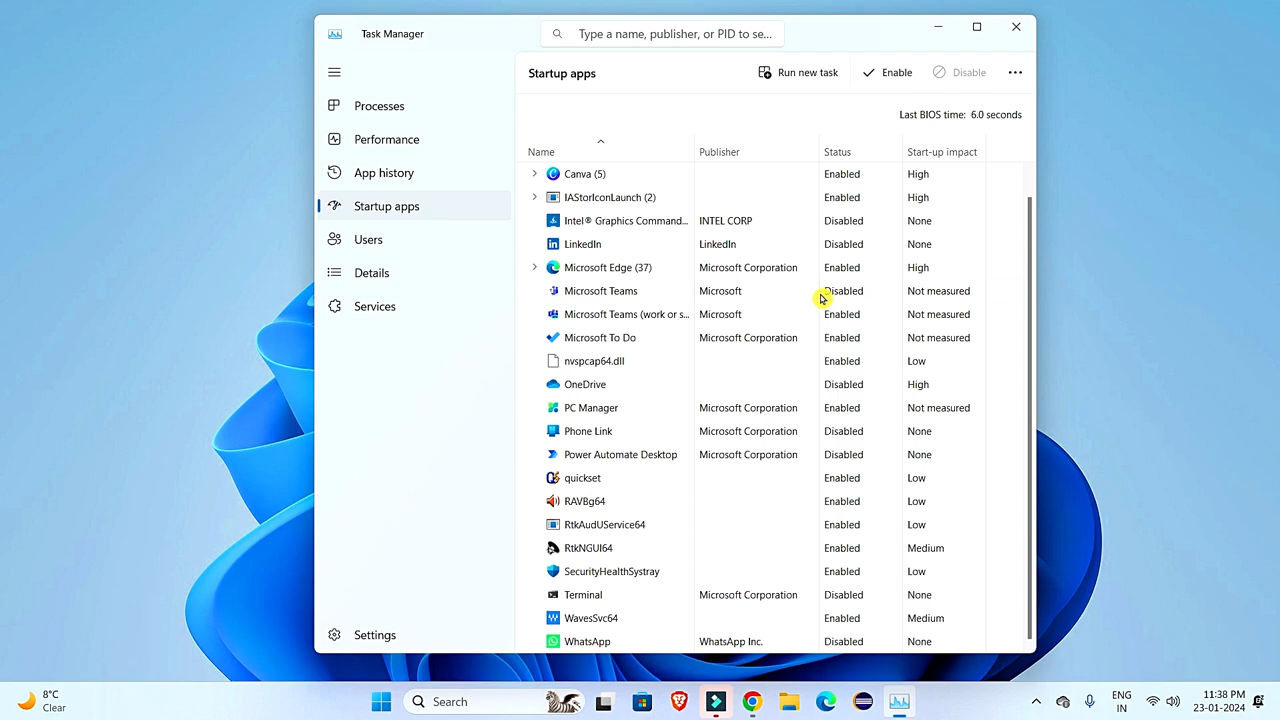 Task Manager
Type a name, publisher, or PID to se...
Processes
Performance
App history
Startup apps
Users
Details
Services
Settings
Startup apps
Run new task
Enable
Disable
Last BIOS time: 6.0 seconds
Name Publisher Status Start-up impact
Canva (5) Enabled High
IAStorIconLaunch (2) Enabled High
Intel® Graphics Command... INTEL CORP Disabled None
LinkedIn LinkedIn Disabled None
Microsoft Edge (37) Microsoft Corporation Enabled High
Microsoft Teams Microsoft Disabled Not measured
Microsoft Teams (work or s... Microsoft Enabled Not measured
Microsoft To Do Microsoft Corporation Enabled Not measured
nvspcap64.dll Enabled Low
OneDrive Disabled High
PC Manager Microsoft Corporation Enabled Not measured
Phone Link Microsoft Corporation Disabled None
Power Automate Desktop Microsoft Corporation Disabled None
quickset Enabled Low
RAVBg64 Enabled Low
RtkAudUService64 Enabled Low
RtkNGUI64 Enabled Medium
SecurityHealthSystray Enabled Low
Terminal Microsoft Corporation Disabled None
WavesSvc64 Enabled Medium
WhatsApp WhatsApp Inc. Disabled None
8°C
Clear
Search
ENG
IN
11:38 PM
23-01-2024